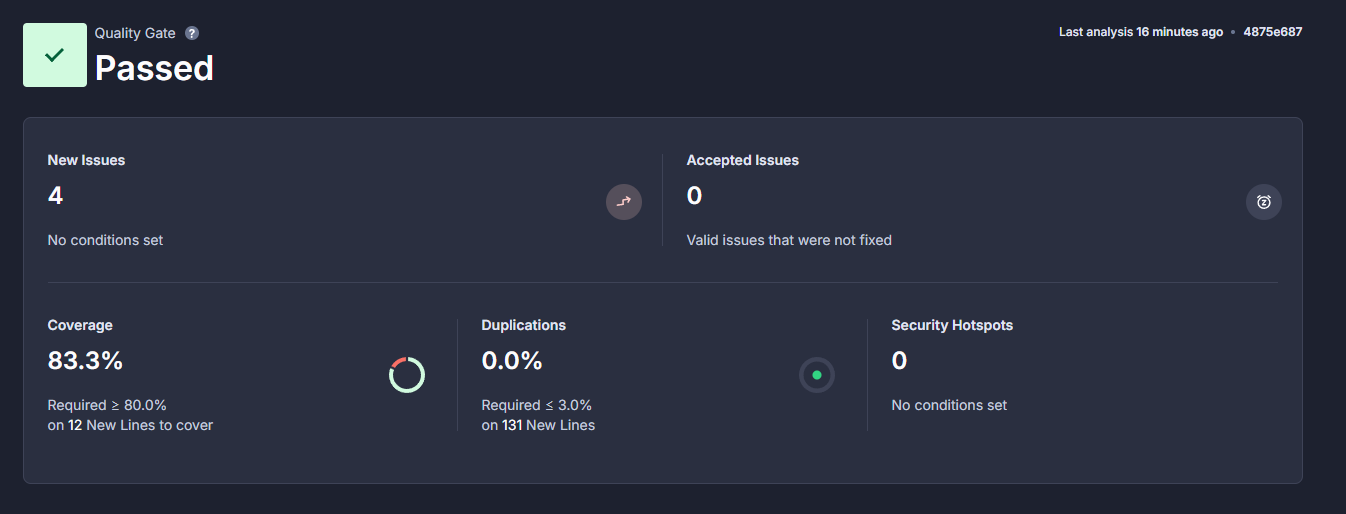 Quality Gate ?
Passed
Last analysis 16 minutes ago • 4875e687
New Issues
4
No conditions set
Accepted Issues
0
Valid issues that were not fixed
Coverage
83.3%
Required ≥ 80.0%
on 12 New Lines to cover
Duplications
0.0%
Required ≤ 3.0%
on 131 New Lines
Security Hotspots
0
No conditions set